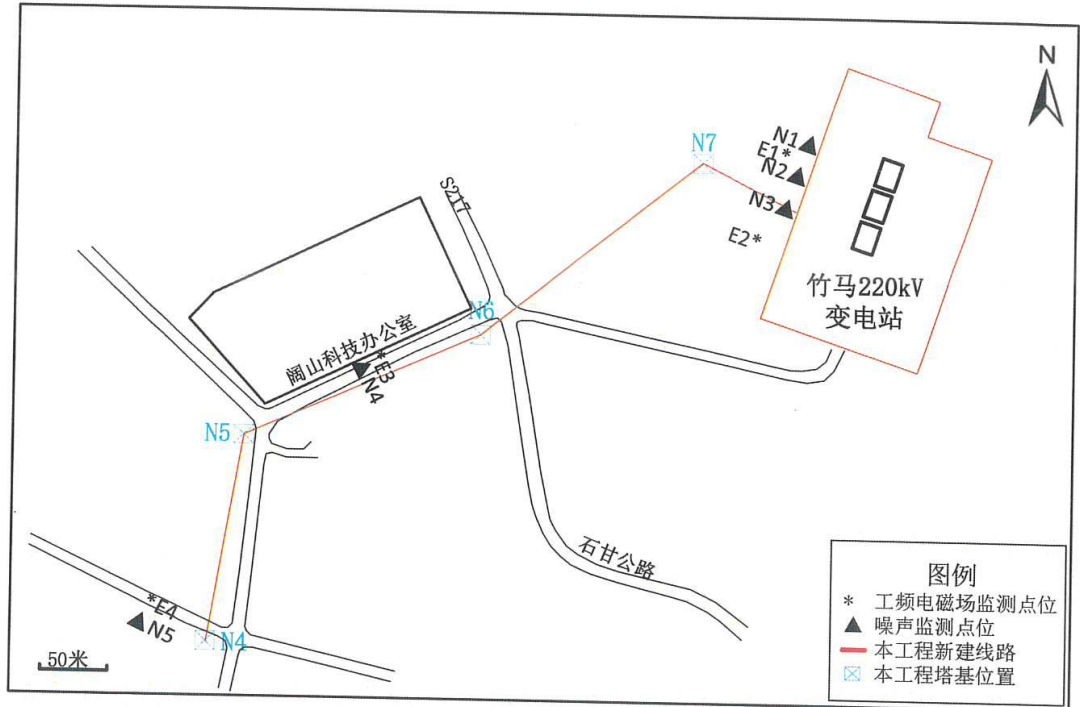 N
N1
E1*
N2
N7
N3
E2*
S217
竹马220kV
变电站
N6
阔山科技办公室
*E3
N4
N5
石甘公路
*E4
N5
N4
50米
图例
* 工频电磁场监测点位
噪声监测点位
本工程新建线路
本工程塔基位置